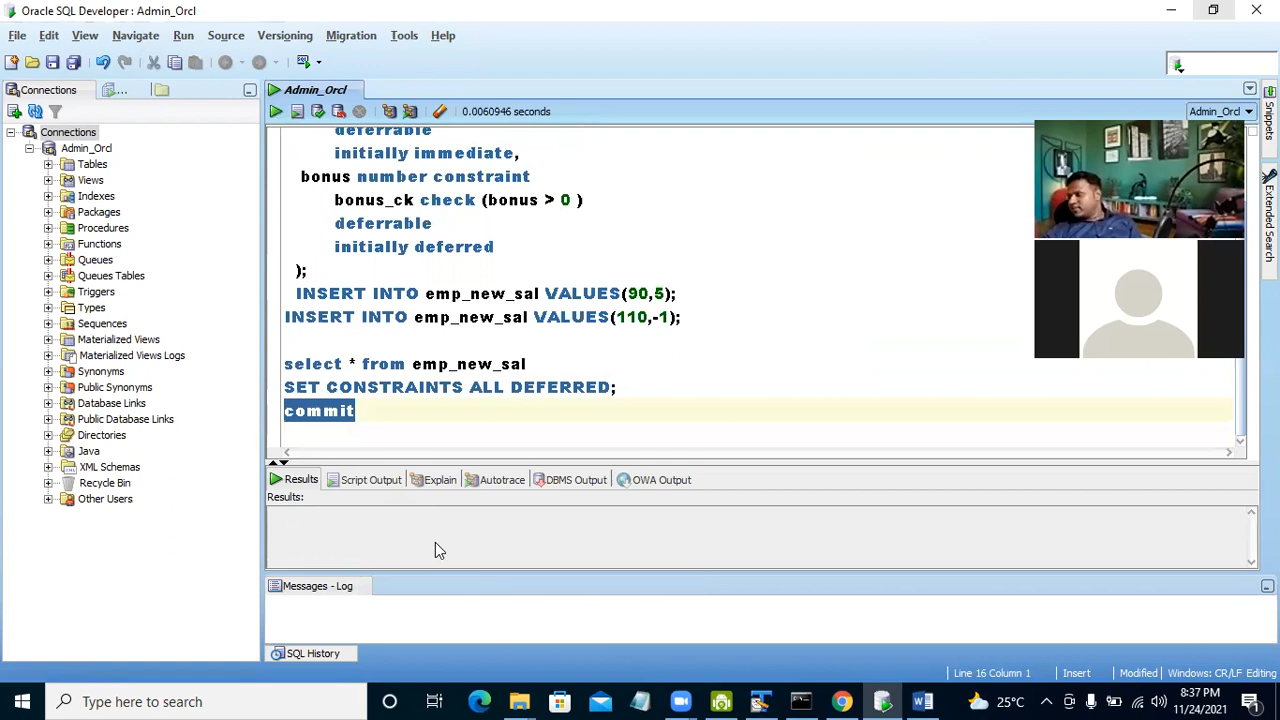 Oracle SQL Developer : Admin_Orcl
File Edit View Navigate Run Source Versioning Migration Tools Help
Connections
...
Admin_Orcl
0.0060946 seconds
Admin_Orcl
Connections
Admin_Orcl
Tables
Views
Indexes
Packages
Procedures
Functions
Queues
Queues Tables
Triggers
Types
Sequences
Materialized Views
Materialized Views Logs
Synonyms
Public Synonyms
Database Links
Public Database Links
Directories
Java
XML Schemas
Recycle Bin
Other Users
deferrable
initially immediate,
bonus number constraint
bonus_ck check (bonus > 0 )
deferrable
initially deferred
);
INSERT INTO emp_new_sal VALUES(90,5);
INSERT INTO emp_new_sal VALUES(110,-1);
select * from emp_new_sal
SET CONSTRAINTS ALL DEFERRED;
commit
Snippets
Extended Search
Results Script Output Explain Autotrace DBMS Output OWA Output
Results:
Messages - Log
SQL History
Line 16 Column 1 Insert Modified Windows: CR/LF Editing
Type here to search
25°C
8:37 PM
11/24/2021
1